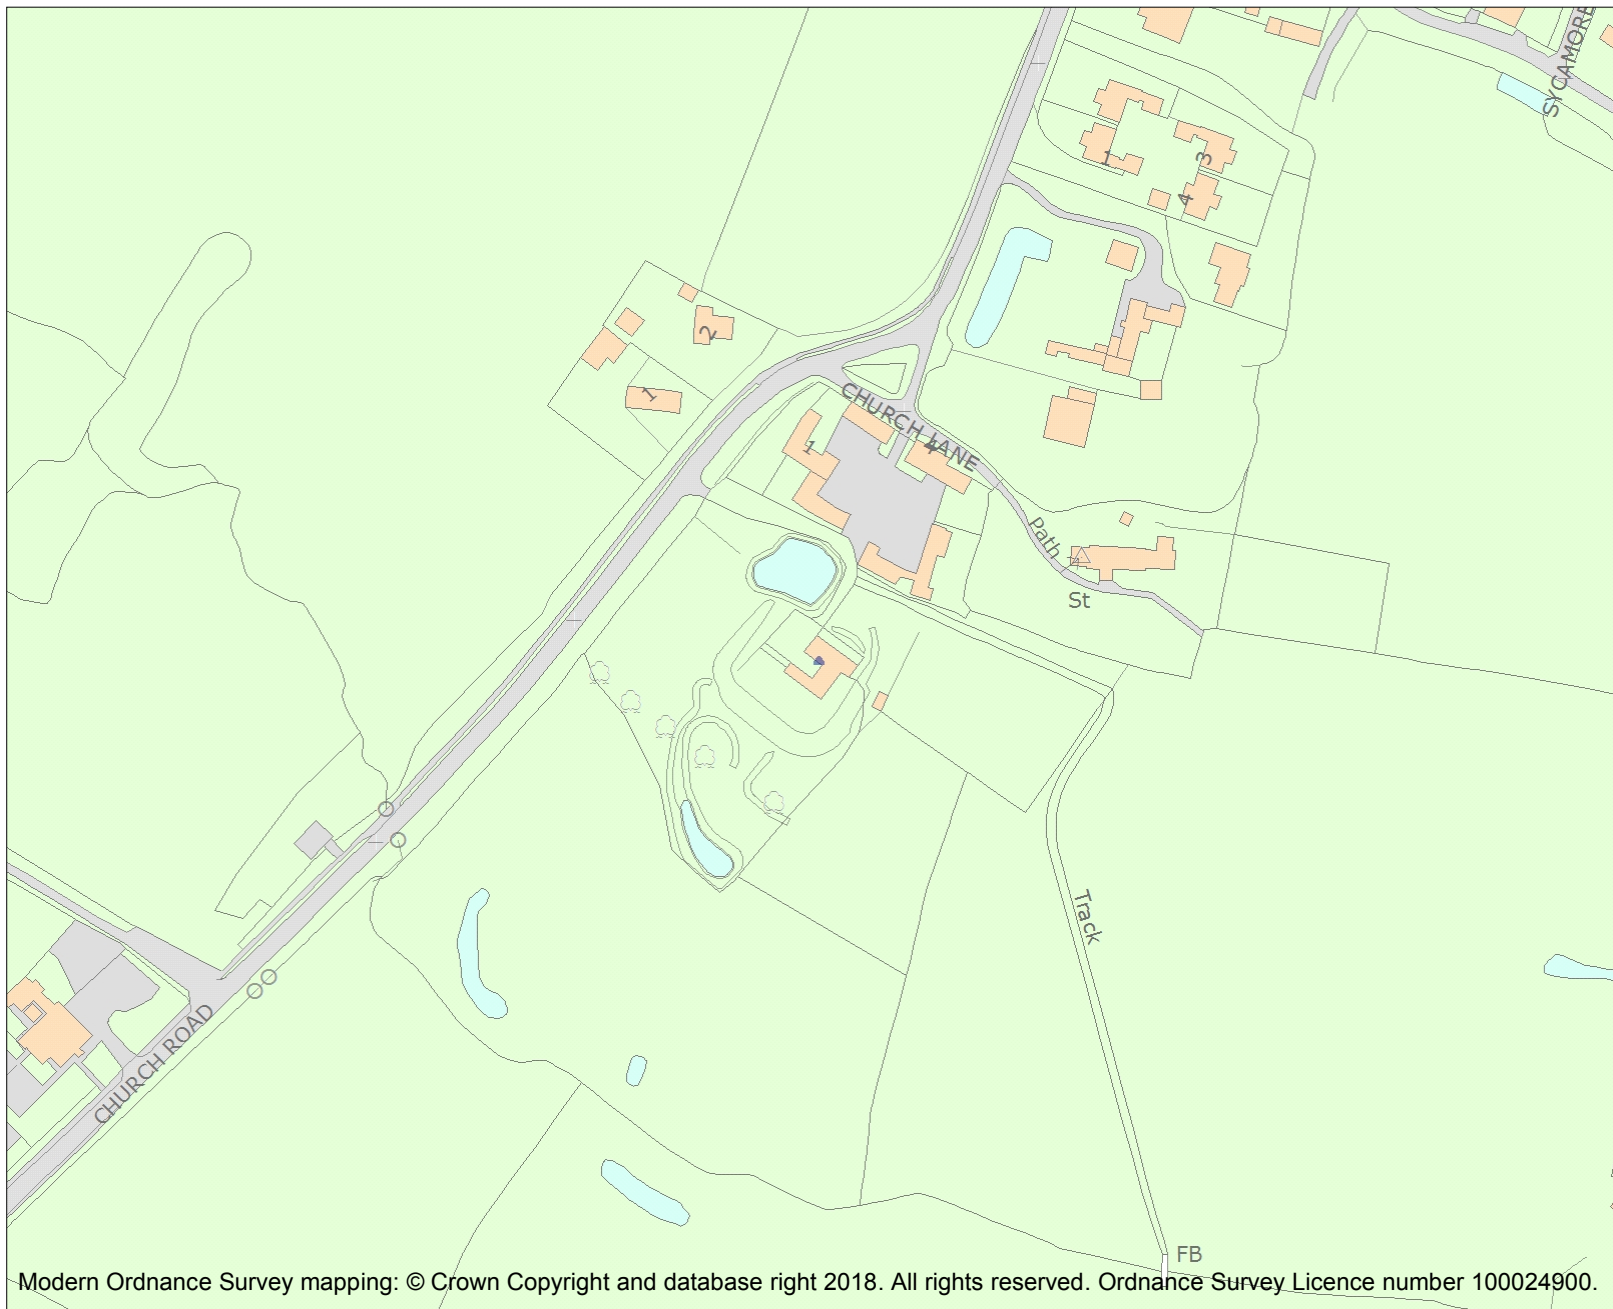 SYCAMORE
1
3
4
2
1
CHURCH LANE
1
4
Path
St
Track
CHURCH ROAD
FB
Modern Ordnance Survey mapping: © Crown Copyright and database right 2018. All rights reserved. Ordnance Survey Licence number 100024900.